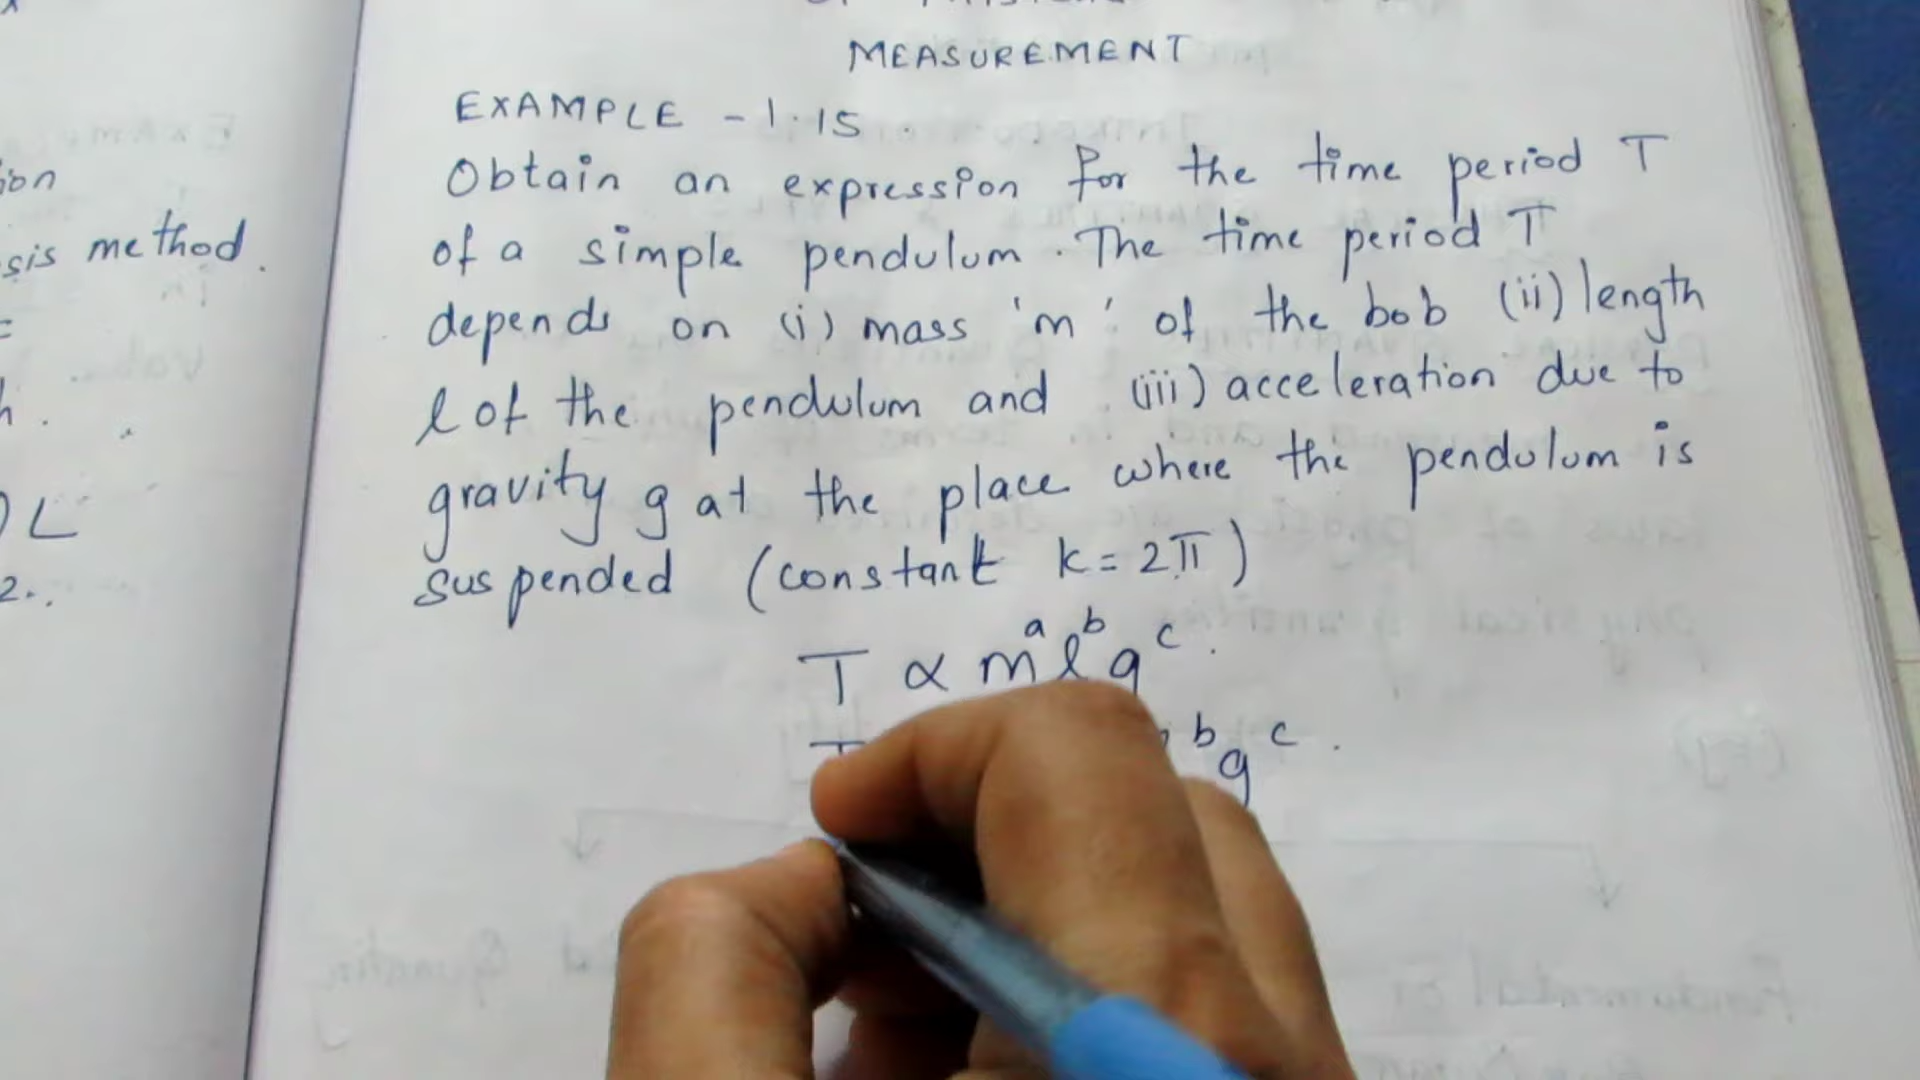 ion
sis method.
2..
MEASUREMENT
EXAMPLE - 1.15.
Obtain an expression for the time period T
of a simple pendulum. The time period T
depends on (i) mass 'm' of the bob (ii) length
l of the pendulum and (iii) acceleration due to
gravity g at the place where the pendulum is
suspended (constant k = 2π)
T ∝ m^a l^b g^c.
T b g^c.